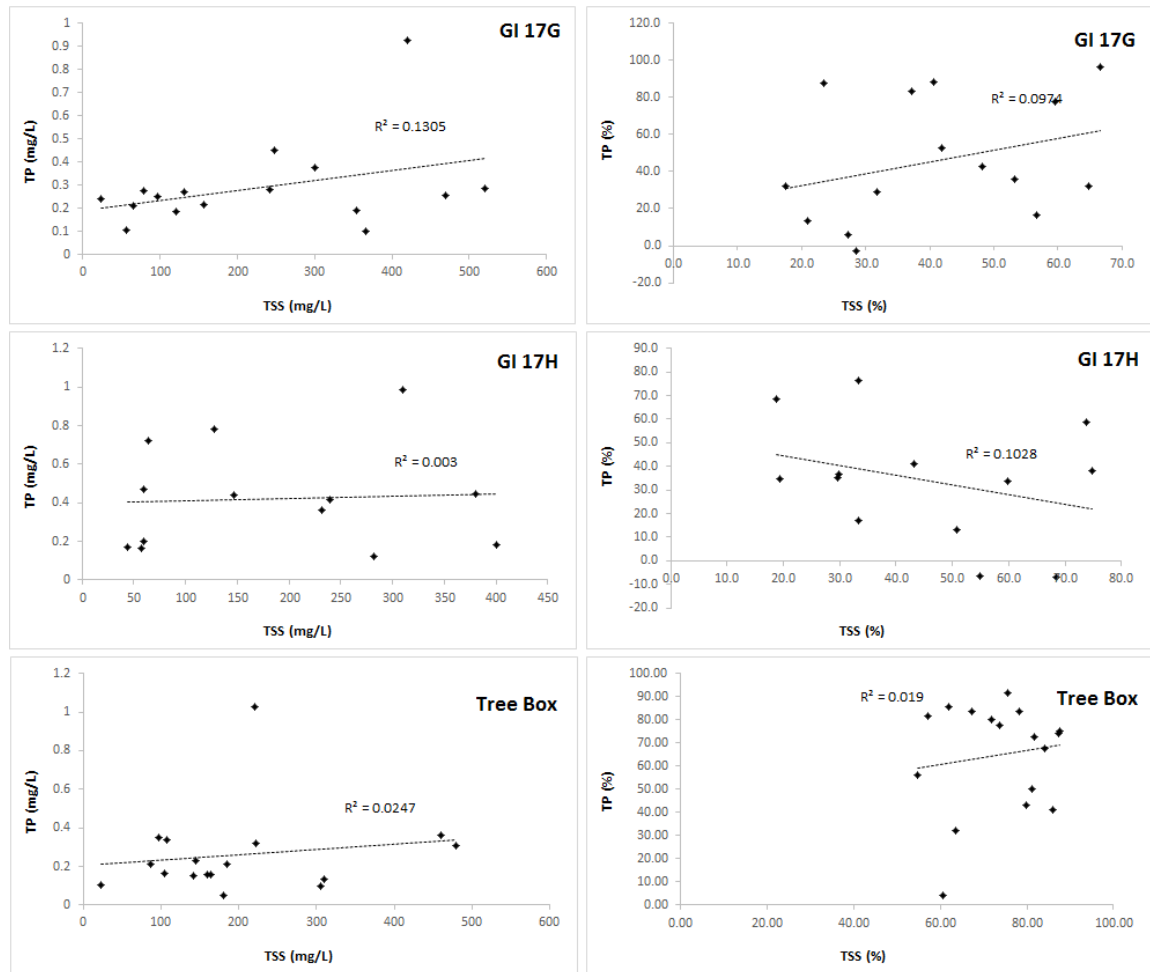 GI 17G
1
0.9
0.8
0.7
0.6
0.5
0.4
0.3
0.2
0.1
0
TP (mg/L)
R² = 0.1305
0 100 200 300 400 500 600
TSS (mg/L)
GI 17G
120.0
100.0
80.0
60.0
40.0
20.0
0.0
-20.0
TP (%)
R² = 0.0974
0.0 10.0 20.0 30.0 40.0 50.0 60.0 70.0
TSS (%)
GI 17H
1.2
1
0.8
0.6
0.4
0.2
0
TP (mg/L)
R² = 0.003
0 50 100 150 200 250 300 350 400 450
TSS (mg/L)
GI 17H
90.0
80.0
70.0
60.0
50.0
40.0
30.0
20.0
10.0
0.0
-10.0
-20.0
TP (%)
R² = 0.1028
0.0 10.0 20.0 30.0 40.0 50.0 60.0 70.0 80.0
TSS (%)
Tree Box
1.2
1
0.8
0.6
0.4
0.2
0
TP (mg/L)
R² = 0.0247
0 100 200 300 400 500 600
TSS (mg/L)
Tree Box
100.00
90.00
80.00
70.00
60.00
50.00
40.00
30.00
20.00
10.00
0.00
TP (%)
R² = 0.019
0.00 20.00 40.00 60.00 80.00 100.00
TSS (%)